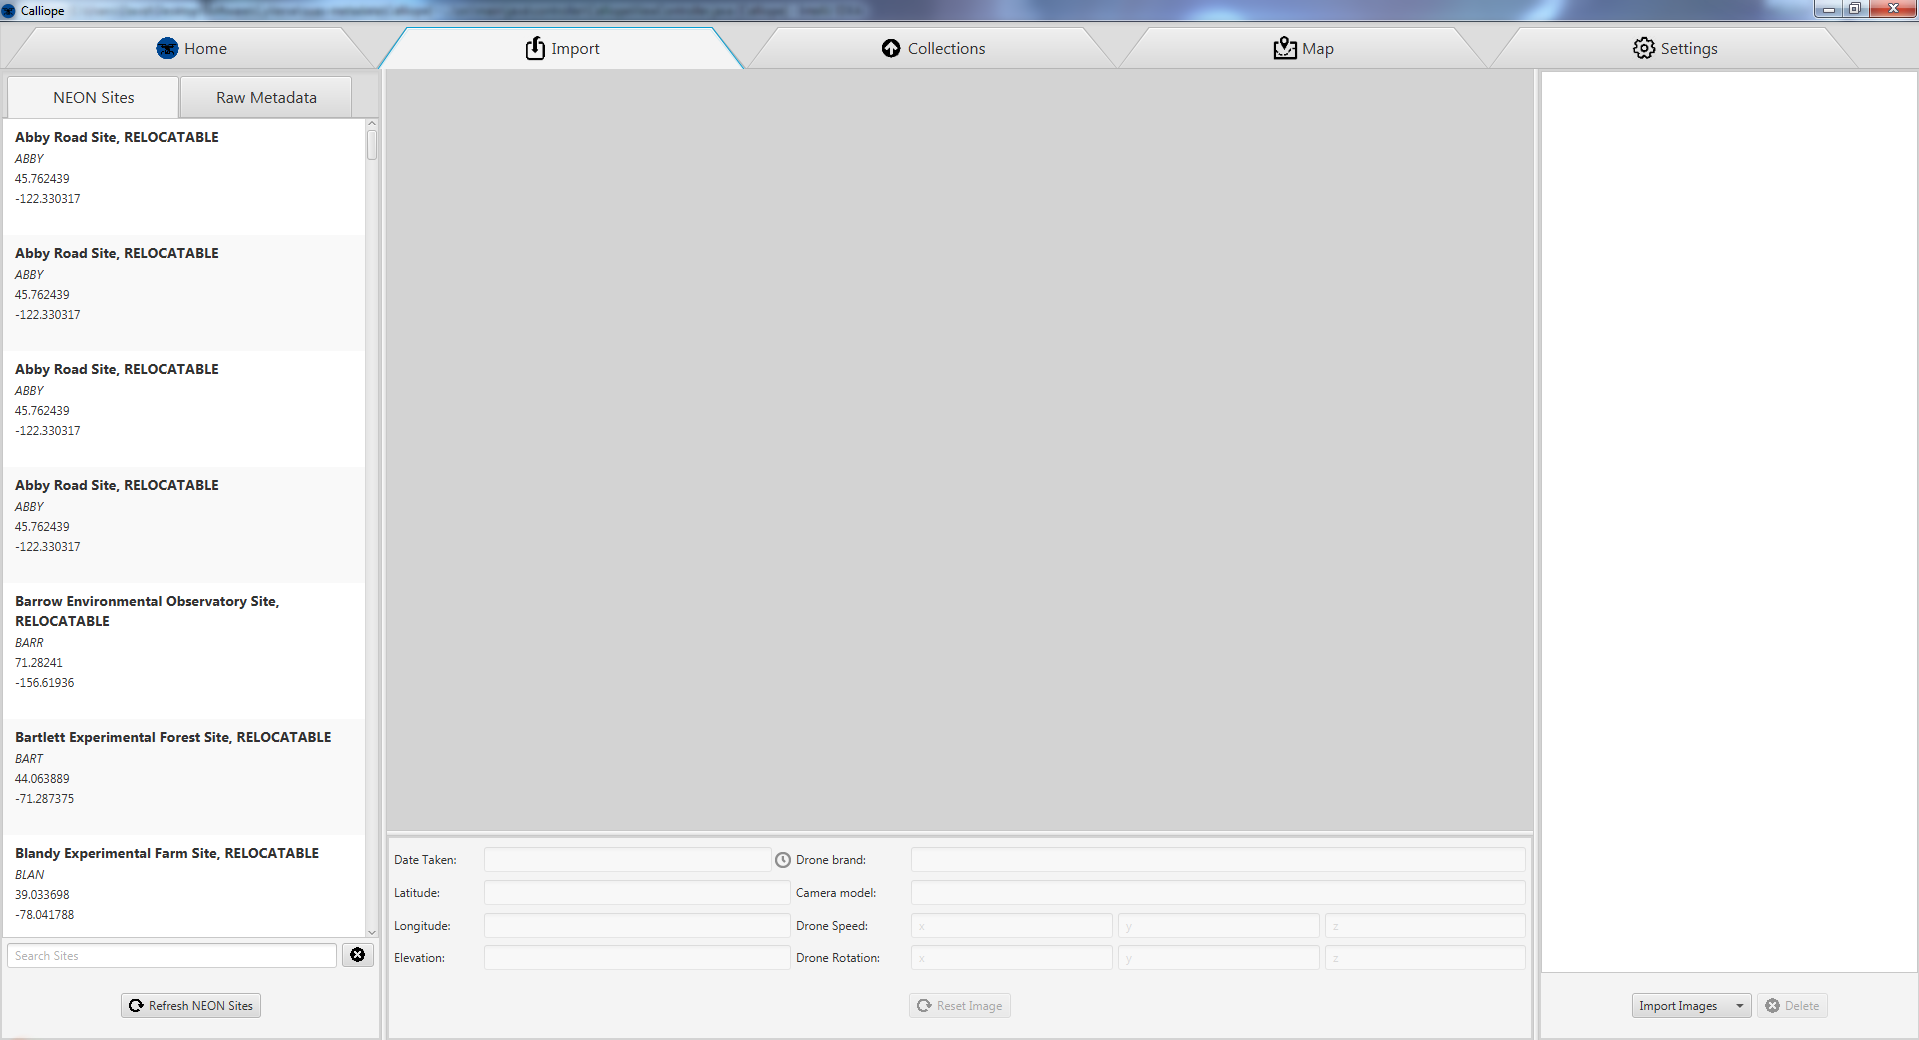 Calliope
Home
Import
Collections
Map
Settings
NEON Sites
Raw Metadata
Abby Road Site, RELOCATABLE
ABBY
45.762439
-122.330317
Abby Road Site, RELOCATABLE
ABBY
45.762439
-122.330317
Abby Road Site, RELOCATABLE
ABBY
45.762439
-122.330317
Abby Road Site, RELOCATABLE
ABBY
45.762439
-122.330317
Barrow Environmental Observatory Site,
RELOCATABLE
BARR
71.28241
-156.61936
Bartlett Experimental Forest Site, RELOCATABLE
BART
44.063889
-71.287375
Blandy Experimental Farm Site, RELOCATABLE
BLAN
39.033698
-78.041788
Search Sites
Refresh NEON Sites
Date Taken:
Drone brand:
Latitude:
Camera model:
Longitude:
Drone Speed:
x
y
z
Elevation:
Drone Rotation:
x
y
z
Reset Image
Import Images
Delete